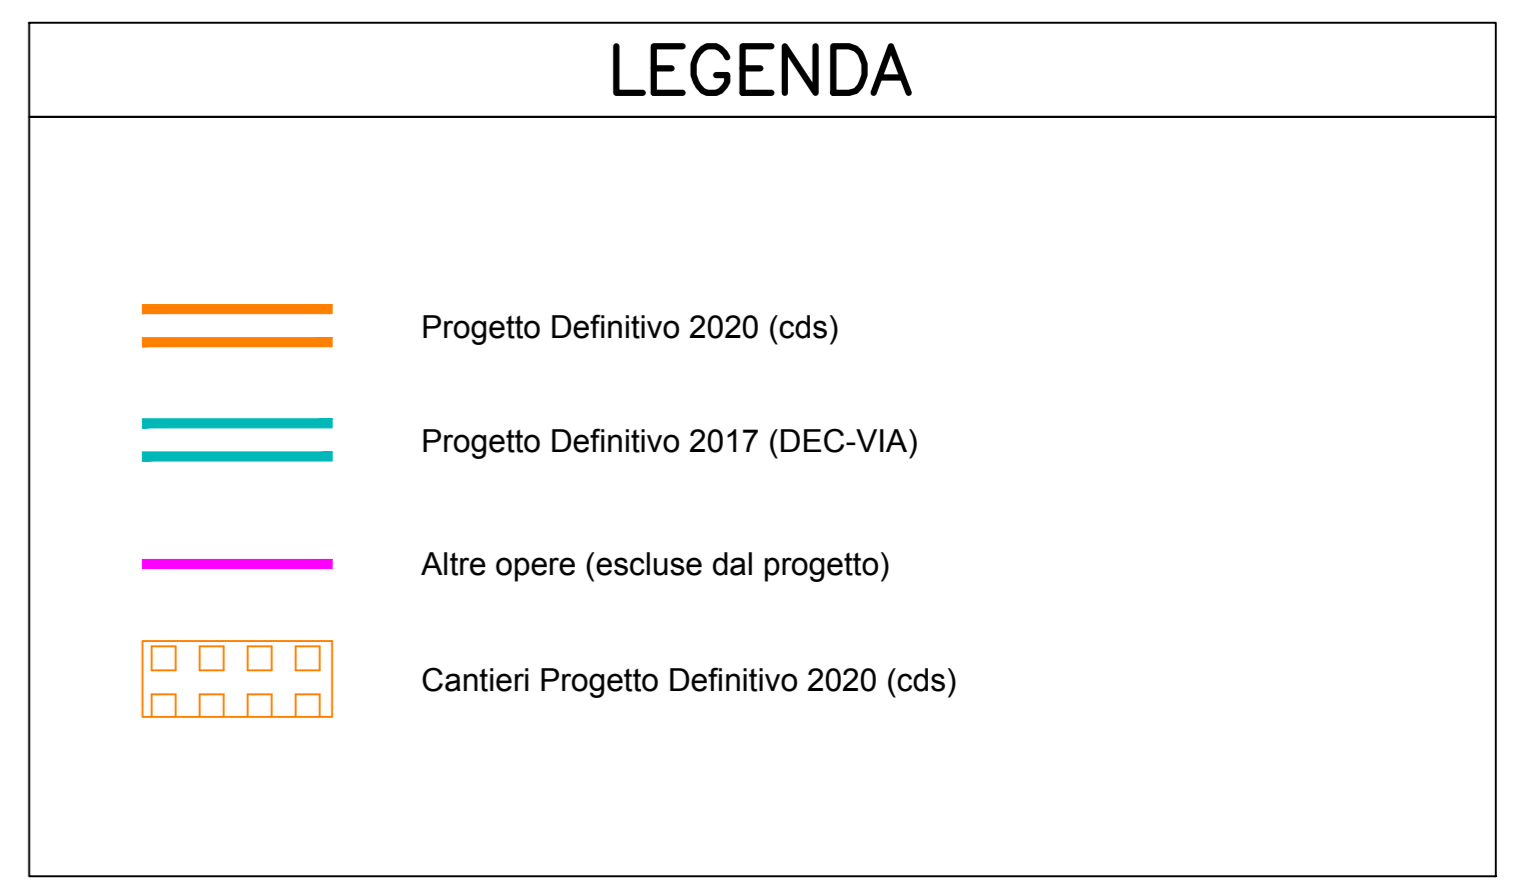 LEGENDA
Progetto Definitivo 2020 (cds)
Progetto Definitivo 2017 (DEC-VIA)
Altre opere (escluse dal progetto)
Cantieri Progetto Definitivo 2020 (cds)